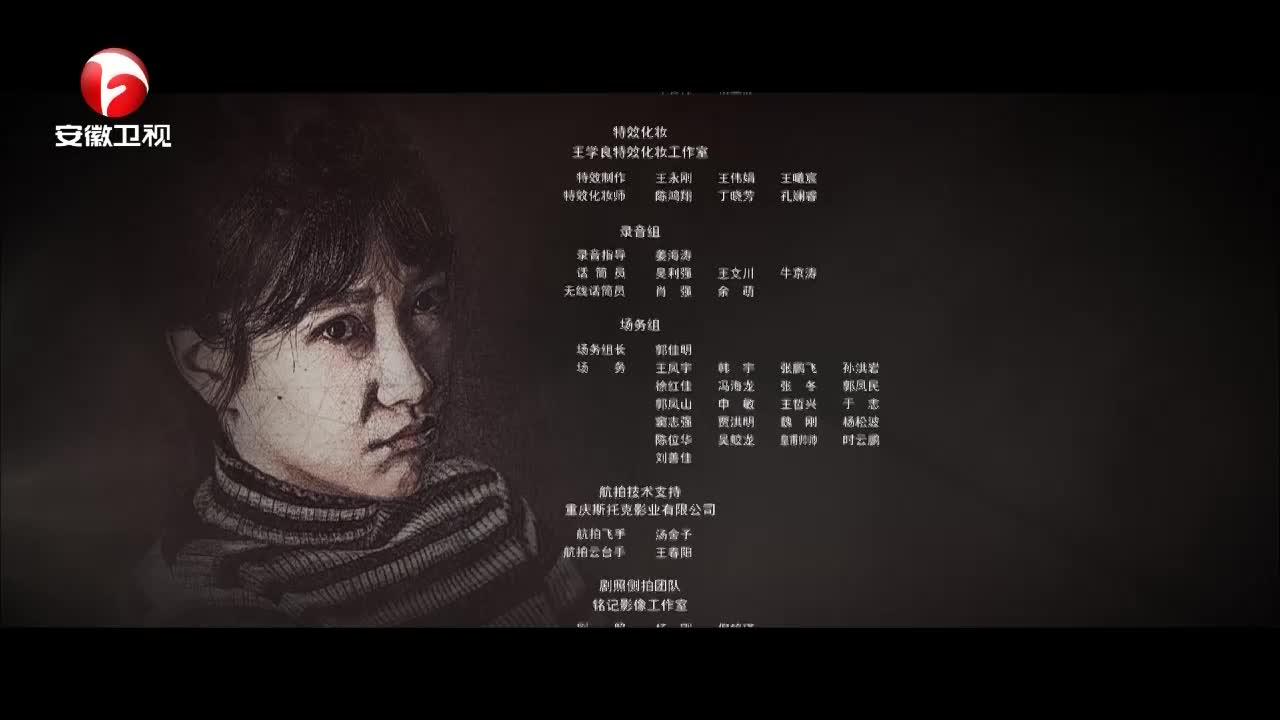 安徽卫视
特效化妆
王学良特效化妆工作室
特效制作 王永刚 王伟娟 王曦宸
特效化妆师 陈鸿翔 丁晓芳 孔斓睿
录音组
录音指导 姜海涛
话筒员 吴利强 王文川 牛京涛
无线话筒员 肖强 余萌
场务组
场务组长 郭佳明
场务 王凤宇 韩宇 张鹏飞 孙洪岩
徐红佳 冯海龙 张冬 郭凤民
郭凤山 申敏 王哲兴 于志
窦志强 贾洪明 魏刚 杨松波
陈位华 吴蛟龙 皇甫帅帅 时云鹏
刘善佳
航拍技术支持
重庆斯托克影业有限公司
航拍飞手 汤舍予
航拍云台手 王春阳
剧照侧拍团队
铭记影像工作室